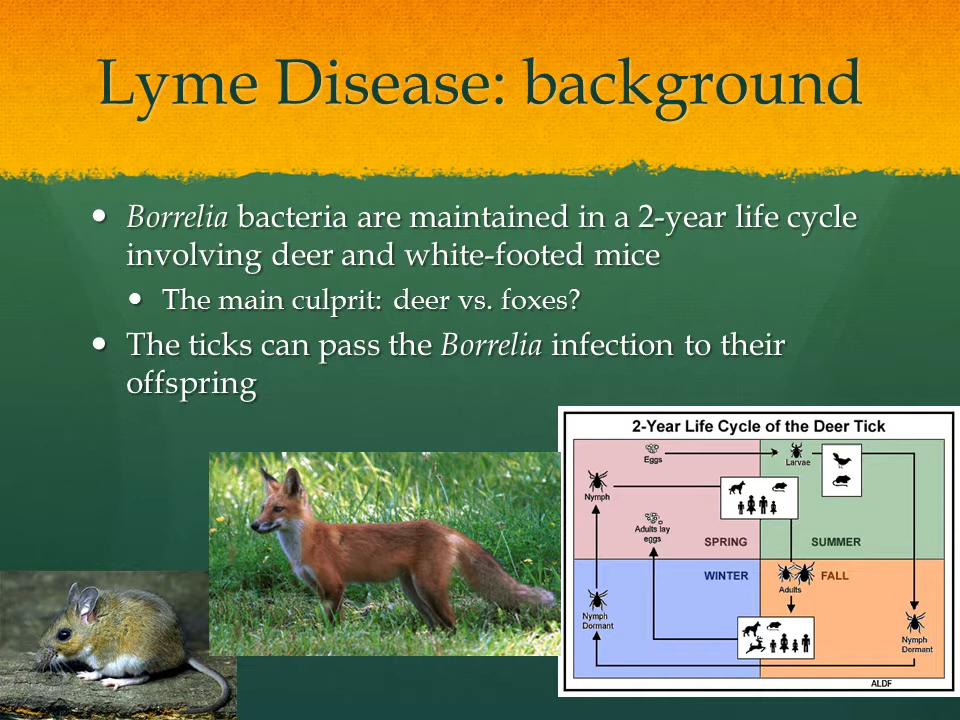 Lyme Disease: background
• Borrelia bacteria are maintained in a 2-year life cycle
involving deer and white-footed mice
• The main culprit: deer vs. foxes?
• The ticks can pass the Borrelia infection to their
offspring
2-Year Life Cycle of the Deer Tick
Eggs
Larvae
Nymph
Adults lay
eggs
SPRING
SUMMER
WINTER
FALL
Adults
Nymph
Dormant
Nymph
Dormant
ALDF